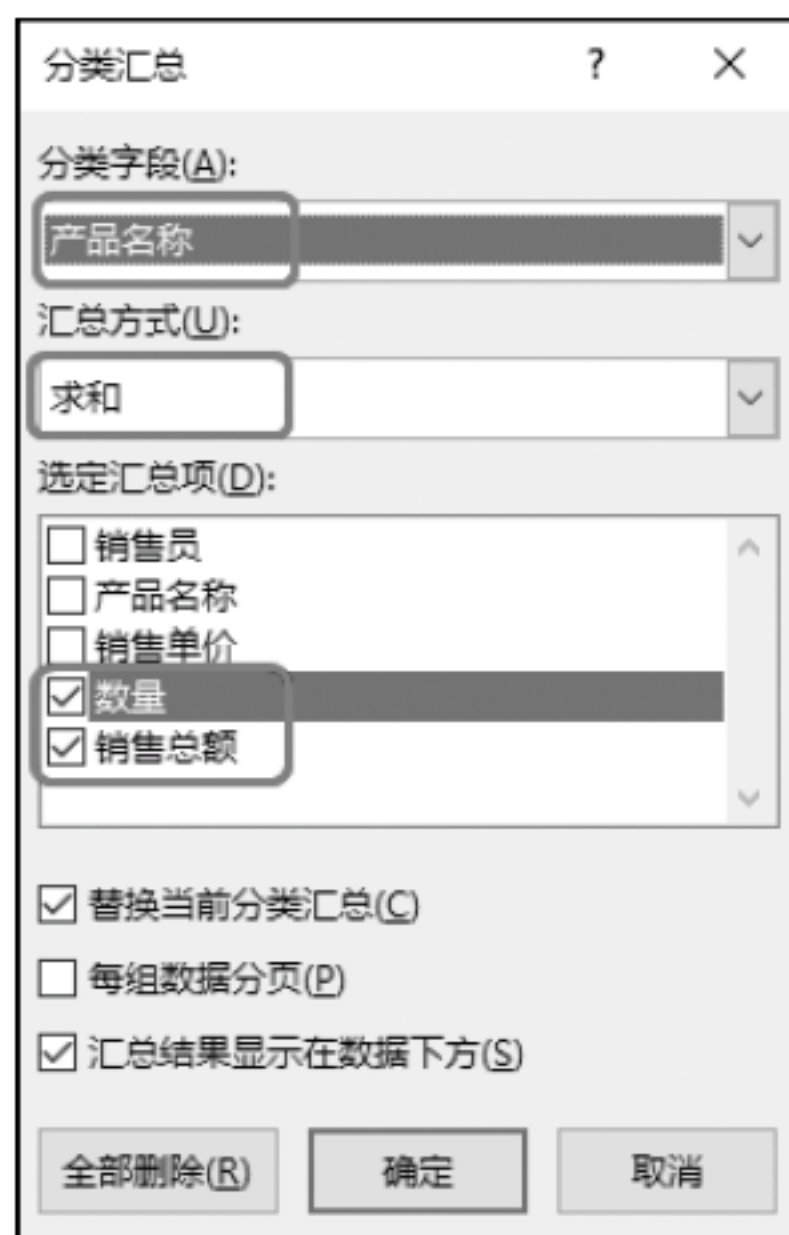 分类汇总 ?
分类字段(A):
产品名称
汇总方式(U):
求和
选定汇总项(D):
销售员
产品名称
销售单价
数量
销售总额
替换当前分类汇总(C)
每组数据分页(P)
汇总结果显示在数据下方(S)
全部删除(R) 确定 取消